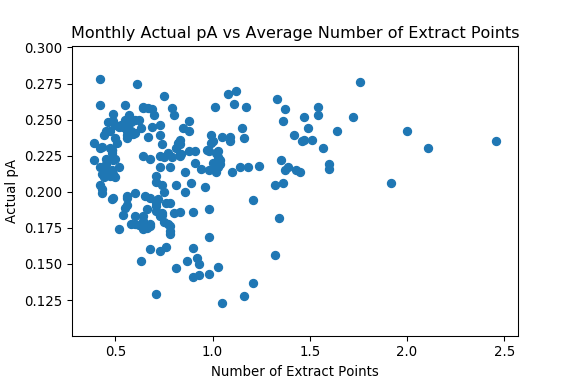 Monthly Actual pA vs Average Number of Extract Points
0.300
0.275
0.250
0.225
0.200
0.175
0.150
0.125
Actual pA
0.5 1.0 1.5 2.0 2.5
Number of Extract Points